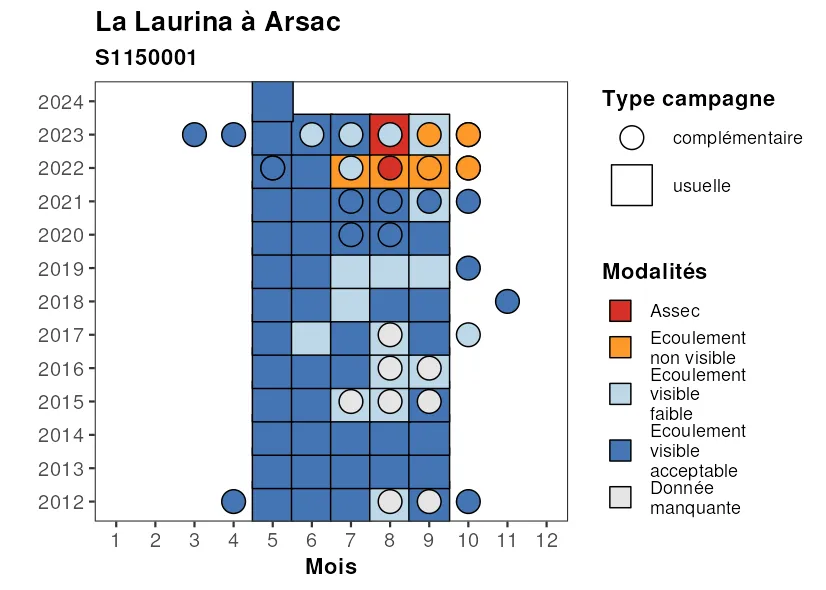 La Laurina à Arsac
S1150001
2024
2023
2022
2021
2020
2019
2018
2017
2016
2015
2014
2013
2012
1 2 3 4 5 6 7 8 9 10 11 12
Mois
Type campagne
complémentaire
usuelle
Modalités
Assec
Ecoulement
non visible
Ecoulement
visible
faible
Ecoulement
visible
acceptable
Donnée
manquante